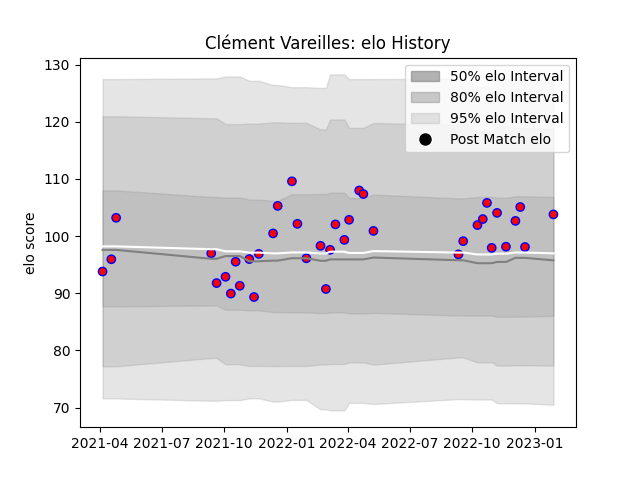 Clément Vareilles: elo History
50% elo Interval
80% elo Interval
95% elo Interval
Post Match elo
elo score
130
120
110
100
90
80
70
2021-04 2021-07 2021-10 2022-01 2022-04 2022-07 2022-10 2023-01